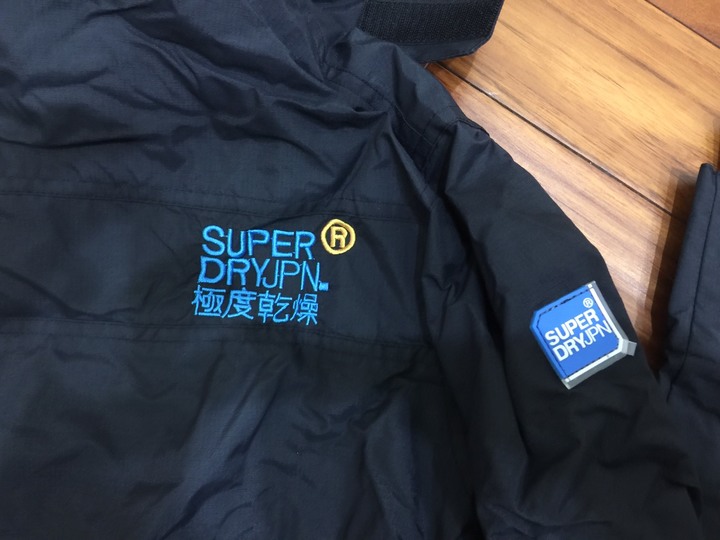 SUPER ®
DRYJPN
極度乾燥
®
SUPER
DRYJPN